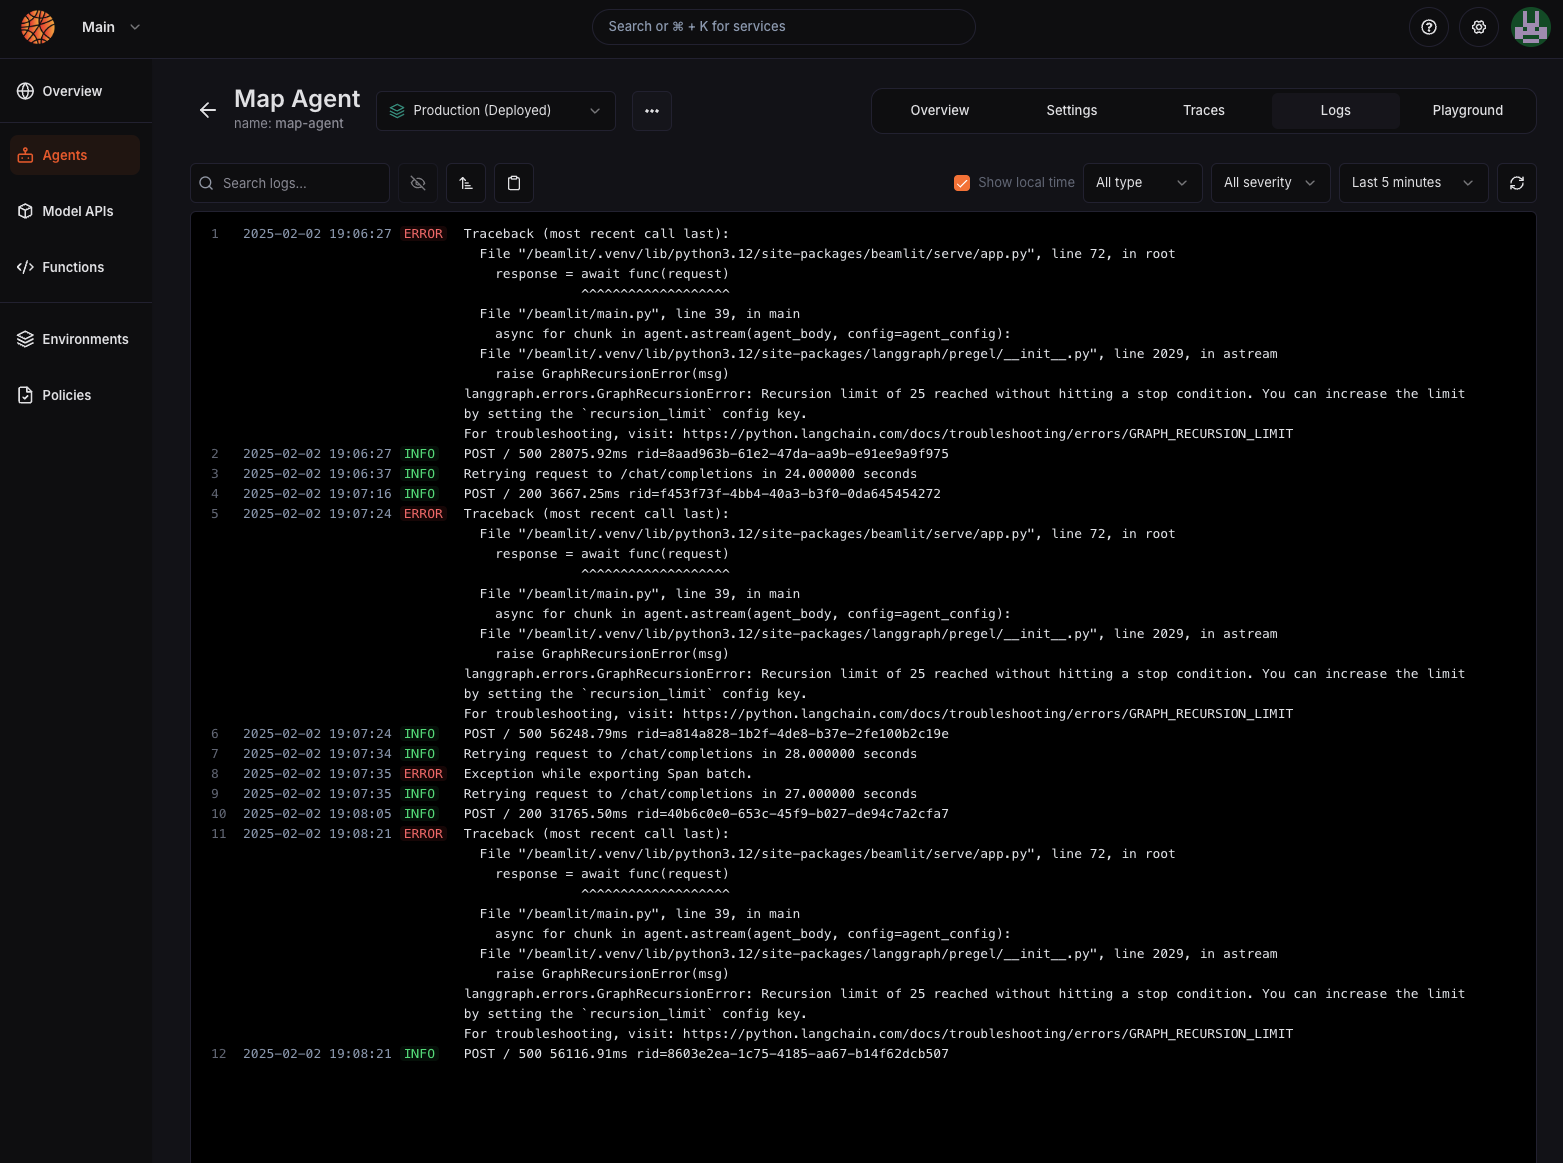 Main
Search or ⌘ + K for services
Overview
Agents
Model APIs
Functions
Environments
Policies
Map Agent
name: map-agent
Production (Deployed)
Overview Settings Traces Logs Playground
Search logs...
Show local time
All type
All severity
Last 5 minutes
1 2025-02-02 19:06:27 ERROR Traceback (most recent call last):
File "/beamlit/.venv/lib/python3.12/site-packages/beamlit/serve/app.py", line 72, in root
response = await func(request)
^^^^^^^^^^^^^^^^^^^
File "/beamlit/main.py", line 39, in main
async for chunk in agent.astream(agent_body, config=agent_config):
File "/beamlit/.venv/lib/python3.12/site-packages/langgraph/pregel/__init__.py", line 2029, in astream
raise GraphRecursionError(msg)
langgraph.errors.GraphRecursionError: Recursion limit of 25 reached without hitting a stop condition. You can increase the limit
by setting the `recursion_limit` config key.
For troubleshooting, visit: https://python.langchain.com/docs/troubleshooting/errors/GRAPH_RECURSION_LIMIT
2 2025-02-02 19:06:27 INFO POST / 500 28075.92ms rid=8aad963b-61e2-47da-aa9b-e91ee9a9f975
3 2025-02-02 19:06:37 INFO Retrying request to /chat/completions in 24.000000 seconds
4 2025-02-02 19:07:16 INFO POST / 200 3667.25ms rid=f453f73f-4bb4-40a3-b3f0-0da645454272
5 2025-02-02 19:07:24 ERROR Traceback (most recent call last):
File "/beamlit/.venv/lib/python3.12/site-packages/beamlit/serve/app.py", line 72, in root
response = await func(request)
^^^^^^^^^^^^^^^^^^^
File "/beamlit/main.py", line 39, in main
async for chunk in agent.astream(agent_body, config=agent_config):
File "/beamlit/.venv/lib/python3.12/site-packages/langgraph/pregel/__init__.py", line 2029, in astream
raise GraphRecursionError(msg)
langgraph.errors.GraphRecursionError: Recursion limit of 25 reached without hitting a stop condition. You can increase the limit
by setting the `recursion_limit` config key.
For troubleshooting, visit: https://python.langchain.com/docs/troubleshooting/errors/GRAPH_RECURSION_LIMIT
6 2025-02-02 19:07:24 INFO POST / 500 56248.79ms rid=a814a828-1b2f-4de8-b37e-2fe100b2c19e
7 2025-02-02 19:07:34 INFO Retrying request to /chat/completions in 28.000000 seconds
8 2025-02-02 19:07:35 ERROR Exception while exporting Span batch.
9 2025-02-02 19:07:35 INFO Retrying request to /chat/completions in 27.000000 seconds
10 2025-02-02 19:08:05 INFO POST / 200 31765.50ms rid=40b6c0e0-653c-45f9-b027-de94c7a2cfa7
11 2025-02-02 19:08:21 ERROR Traceback (most recent call last):
File "/beamlit/.venv/lib/python3.12/site-packages/beamlit/serve/app.py", line 72, in root
response = await func(request)
^^^^^^^^^^^^^^^^^^^
File "/beamlit/main.py", line 39, in main
async for chunk in agent.astream(agent_body, config=agent_config):
File "/beamlit/.venv/lib/python3.12/site-packages/langgraph/pregel/__init__.py", line 2029, in astream
raise GraphRecursionError(msg)
langgraph.errors.GraphRecursionError: Recursion limit of 25 reached without hitting a stop condition. You can increase the limit
by setting the `recursion_limit` config key.
For troubleshooting, visit: https://python.langchain.com/docs/troubleshooting/errors/GRAPH_RECURSION_LIMIT
12 2025-02-02 19:08:21 INFO POST / 500 56116.91ms rid=8603e2ea-1c75-4185-aa67-b14f62dcb507